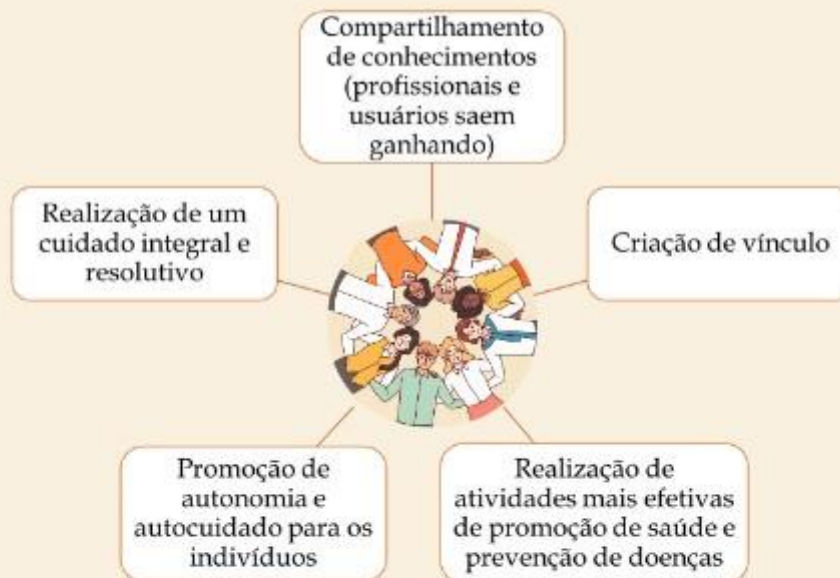 Compartilhamento
de conhecimentos
(profissionais e
usuários saem
ganhando)
Realização de um
cuidado integral e
resolutivo
Criação de vínculo
Promoção de
autonomia e
autocuidado para os
indivíduos
Realização de
atividades mais efetivas
de promoção de saúde e
prevenção de doenças